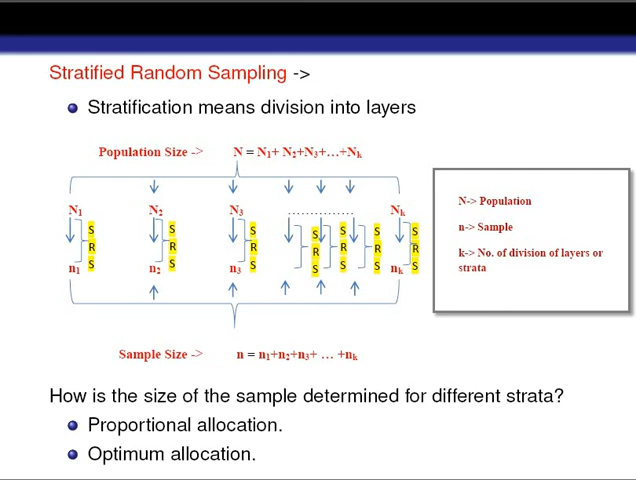 Stratified Random Sampling ->
Stratification means division into layers
Population Size -> N = N1+ N2+N3+…+Nk
N1 N2 N3 ............... Nk
S S S S S S S
R R R R R R R
S S S S S S S
n1 n2 n3 nk
Sample Size -> n = n1+n2+n3+ … +nk
N-> Population
n-> Sample
k-> No. of division of layers or
strata
How is the size of the sample determined for different strata?
Proportional allocation.
Optimum allocation.